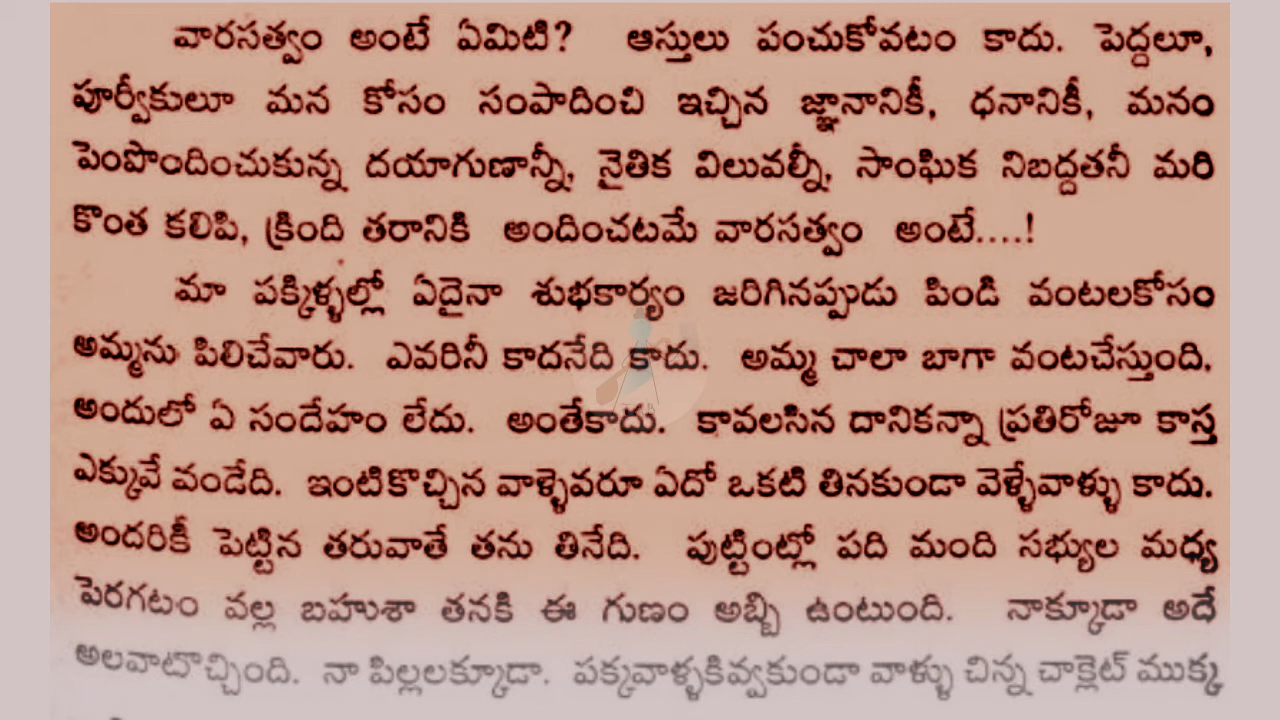 వారసత్వం అంటే ఏమిటి? ఆస్తులు పంచుకోవటం కాదు. పెద్దలూ,
పూర్వీకులూ మన కోసం సంపాదించి ఇచ్చిన జ్ఞానానికీ, ధనానికీ, మనం
పెంపొందించుకున్న దయాగుణాన్నీ, నైతిక విలువల్నీ, సాంఘిక నిబద్దతనీ మరి
కొంత కలిపి, క్రింది తరానికి అందించటమే వారసత్వం అంటే....!
మా పక్కిళ్ళల్లో ఏదైనా శుభకార్యం జరిగినప్పుడు పిండి వంటలకోసం
అమ్మను పిలిచేవారు. ఎవరినీ కాదనేది కాదు. అమ్మ చాలా బాగా వంటచేస్తుంది.
అందులో ఏ సందేహం లేదు. అంతేకాదు. కావలసిన దానికన్నా ప్రతిరోజూ కాస్త
ఎక్కువే వండేది. ఇంటికొచ్చిన వాళ్ళెవరూ ఏదో ఒకటి తినకుండా వెళ్ళేవాళ్ళు కాదు.
అందరికీ పెట్టిన తరువాతే తను తినేది. పుట్టింట్లో పది మంది సభ్యుల మధ్య
పెరగటం వల్ల బహుశా తనకి ఈ గుణం అబ్బి ఉంటుంది. నాక్కూడా అదే
అలవాటొచ్చింది. నా పిల్లలక్కూడా. పక్కవాళ్ళకివ్వకుండా వాళ్ళు చిన్న చాక్లెట్ ముక్క